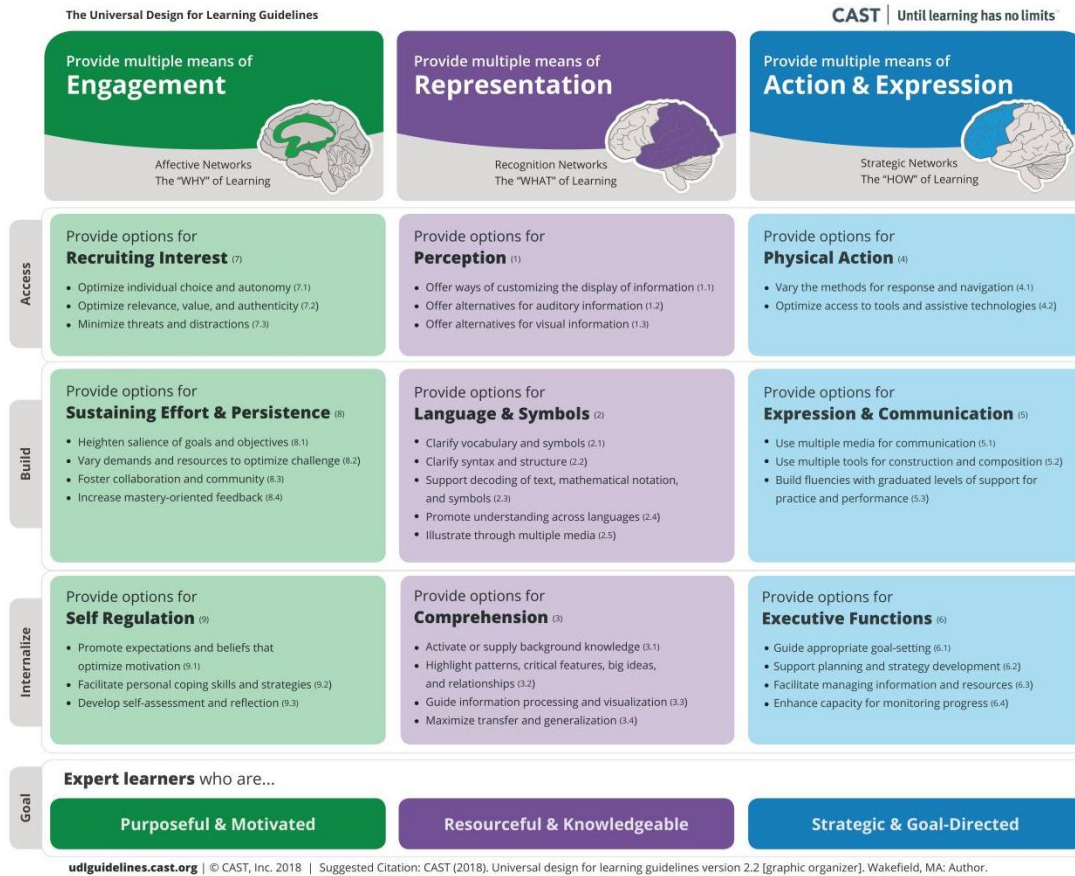 The Universal Design for Learning Guidelines
CAST | Until learning has no limits™
Provide multiple means of
Engagement
Affective Networks
The "WHY" of Learning
Provide multiple means of
Representation
Recognition Networks
The "WHAT" of Learning
Provide multiple means of
Action & Expression
Strategic Networks
The "HOW" of Learning
Access
Provide options for
Recruiting Interest (7)
• Optimize individual choice and autonomy (7.1)
• Optimize relevance, value, and authenticity (7.2)
• Minimize threats and distractions (7.3)
Provide options for
Perception (1)
• Offer ways of customizing the display of information (1.1)
• Offer alternatives for auditory information (1.2)
• Offer alternatives for visual information (1.3)
Provide options for
Physical Action (4)
• Vary the methods for response and navigation (4.1)
• Optimize access to tools and assistive technologies (4.2)
Build
Provide options for
Sustaining Effort & Persistence (8)
• Heighten salience of goals and objectives (8.1)
• Vary demands and resources to optimize challenge (8.2)
• Foster collaboration and community (8.3)
• Increase mastery-oriented feedback (8.4)
Provide options for
Language & Symbols (2)
• Clarify vocabulary and symbols (2.1)
• Clarify syntax and structure (2.2)
• Support decoding of text, mathematical notation,
and symbols (2.3)
• Promote understanding across languages (2.4)
• Illustrate through multiple media (2.5)
Provide options for
Expression & Communication (5)
• Use multiple media for communication (5.1)
• Use multiple tools for construction and composition (5.2)
• Build fluencies with graduated levels of support for
practice and performance (5.3)
Internalize
Provide options for
Self Regulation (9)
• Promote expectations and beliefs that
optimize motivation (9.1)
• Facilitate personal coping skills and strategies (9.2)
• Develop self-assessment and reflection (9.3)
Provide options for
Comprehension (3)
• Activate or supply background knowledge (3.1)
• Highlight patterns, critical features, big ideas,
and relationships (3.2)
• Guide information processing and visualization (3.3)
• Maximize transfer and generalization (3.4)
Provide options for
Executive Functions (6)
• Guide appropriate goal-setting (6.1)
• Support planning and strategy development (6.2)
• Facilitate managing information and resources (6.3)
• Enhance capacity for monitoring progress (6.4)
Goal
Expert learners who are...
Purposeful & Motivated
Resourceful & Knowledgeable
Strategic & Goal-Directed
udlguidelines.cast.org | © CAST, Inc. 2018 | Suggested Citation: CAST (2018). Universal design for learning guidelines version 2.2 [graphic organizer]. Wakefield, MA: Author.